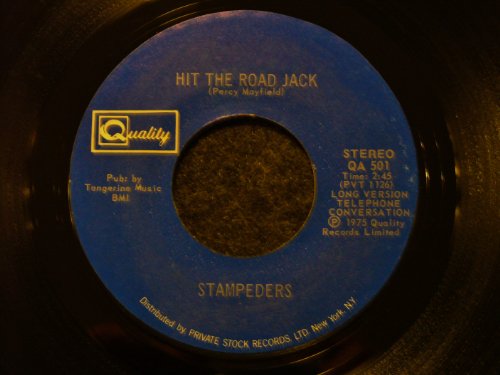 HIT THE ROAD JACK
(Percy Mayfield)
Quality
Pub: by
Tangerine Music
BMI
STEREO
QA 501
Time: 2:45
(PVT 1126)
LONG VERSION
TELEPHONE
CONVERSATION
℗ 1975 Quality
Records Limited
STAMPEDERS
Distributed by PRIVATE STOCK RECORDS, LTD. New York, N.Y.